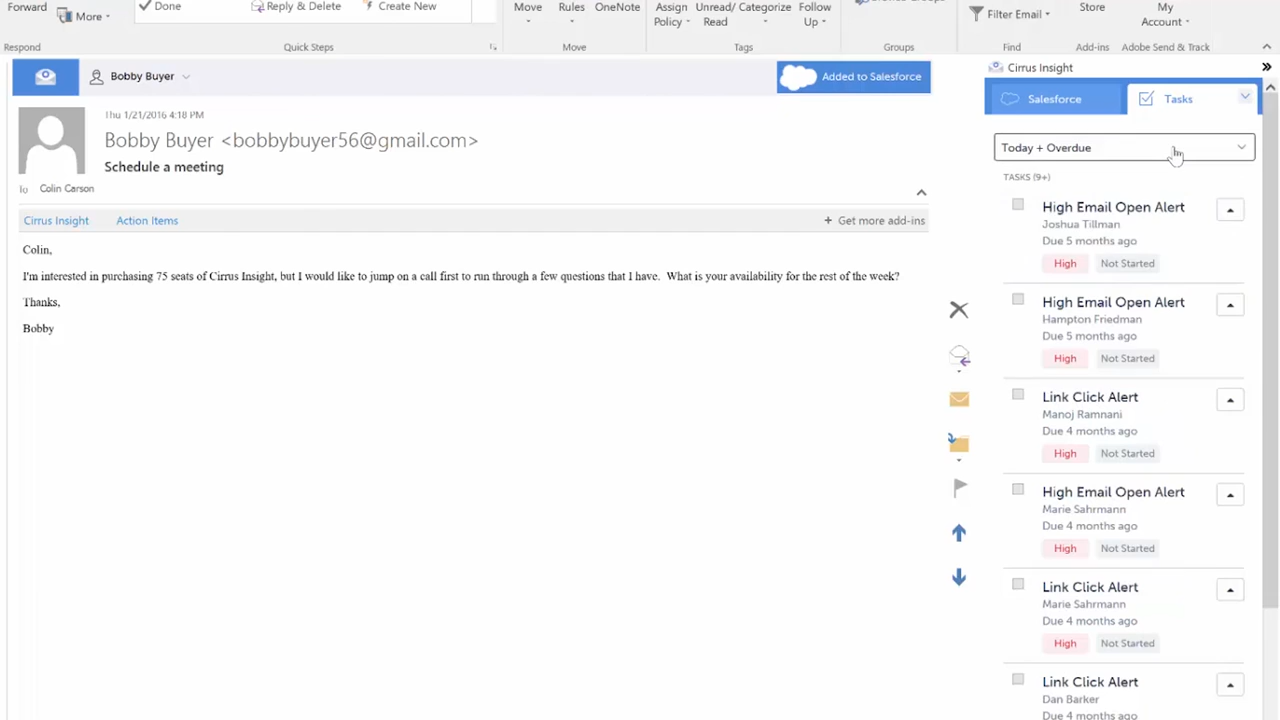 Forward
More
Respond
Done
Reply & Delete
Create New
Quick Steps
Move
Rules
OneNote
Move
Assign
Policy
Unread/
Read
Categorize
Follow
Up
Tags
Groups
Filter Email
Find
Store
Add-ins
My
Account
Adobe Send & Track
Bobby Buyer
Added to Salesforce
Thu 1/21/2016 4:18 PM
Bobby Buyer <bobbybuyer56@gmail.com>
Schedule a meeting
To Colin Carson
Cirrus Insight Action Items + Get more add-ins
Colin,
I'm interested in purchasing 75 seats of Cirrus Insight, but I would like to jump on a call first to run through a few questions that I have. What is your availability for the rest of the week?
Thanks,
Bobby
Cirrus Insight
Salesforce
Tasks
Today + Overdue
TASKS (9+)
High Email Open Alert
Joshua Tillman
Due 5 months ago
High Not Started
High Email Open Alert
Hampton Friedman
Due 5 months ago
High Not Started
Link Click Alert
Manoj Ramnani
Due 4 months ago
High Not Started
High Email Open Alert
Marie Sahrmann
Due 4 months ago
High Not Started
Link Click Alert
Marie Sahrmann
Due 4 months ago
High Not Started
Link Click Alert
Dan Barker
Due 4 months ago